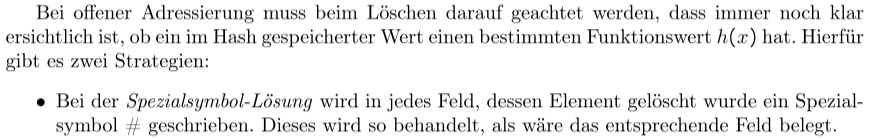 Bei offener Adressierung muss beim Löschen darauf geachtet werden, dass immer noch klar
ersichtlich ist, ob ein im Hash gespeicherter Wert einen bestimmten Funktionswert h(x) hat. Hierfür
gibt es zwei Strategien:
• Bei der Spezialsymbol-Lösung wird in jedes Feld, dessen Element gelöscht wurde ein Spezial-
symbol # geschrieben. Dieses wird so behandelt, als wäre das entsprechende Feld belegt.